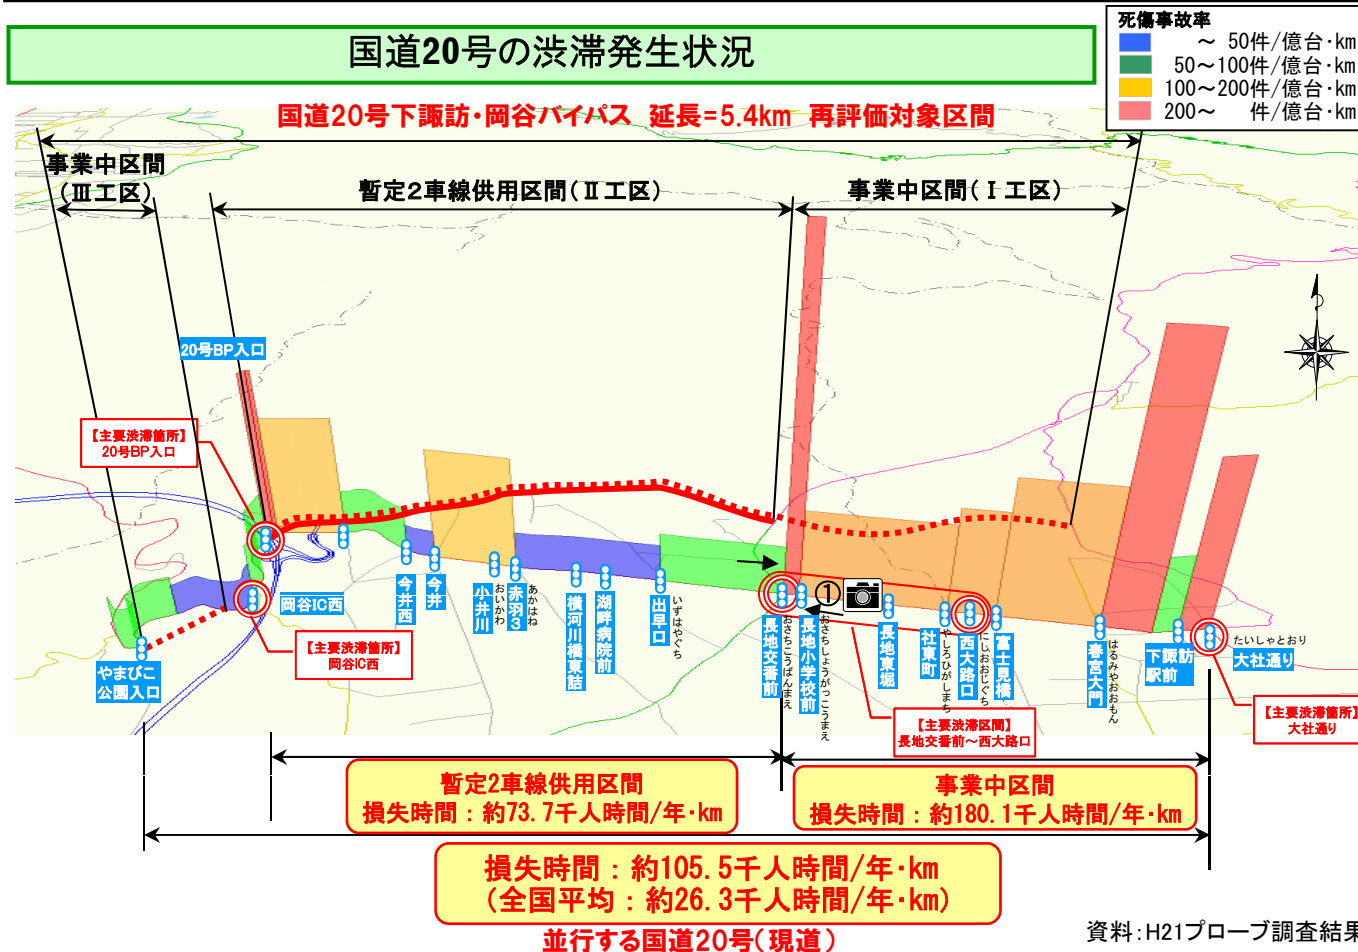 国道20号の渋滞発生状況
死傷事故率
～ 50件/億台・km
50～100件/億台・km
100～200件/億台・km
200～ 件/億台・km
国道20号下諏訪・岡谷バイパス 延長=5.4km 再評価対象区間
事業中区間
(Ⅲ工区)
暫定2車線供用区間(Ⅱ工区)
事業中区間(Ⅰ工区)
20号BP入口
【主要渋滞箇所】
20号BP入口
岡谷IC西
【主要渋滞箇所】
岡谷IC西
やまびこ
公園入口
今井西
今井
小井川
おいかわ
赤羽3
あかはね
横河川橋東詰
湖畔病院前
出早口
いずはやぐち
長地交番前
おさちこうばんまえ
長地小学校前
おさちしょうがっこうまえ
①
長地東堀
社東町
やしろひがしまち
西大路口
にしおおじぐち
富士見橋
春宮大門
はるみやおおもん
下諏訪
駅前
たいしゃとおり
大社通り
【主要渋滞区間】
長地交番前～西大路口
【主要渋滞箇所】
大社通り
暫定2車線供用区間
損失時間：約73.7千人時間/年・km
事業中区間
損失時間：約180.1千人時間/年・km
損失時間：約105.5千人時間/年・km
(全国平均：約26.3千人時間/年・km)
並行する国道20号(現道)
資料:H21プローブ調査結果